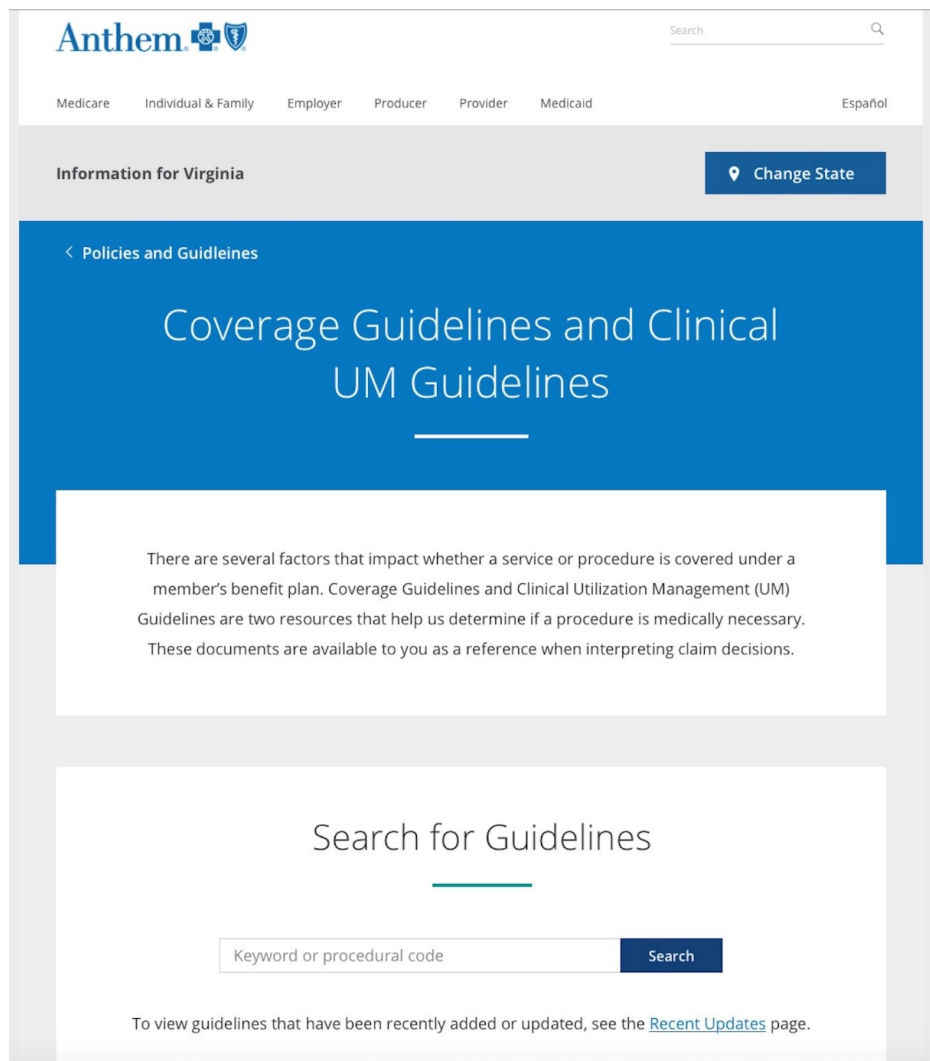 Anthem.
Search
Medicare Individual & Family Employer Producer Provider Medicaid Español
Information for Virginia
Change State
< Policies and Guidleines
Coverage Guidelines and Clinical
UM Guidelines
There are several factors that impact whether a service or procedure is covered under a
member’s benefit plan. Coverage Guidelines and Clinical Utilization Management (UM)
Guidelines are two resources that help us determine if a procedure is medically necessary.
These documents are available to you as a reference when interpreting claim decisions.
Search for Guidelines
Keyword or procedural code
Search
To view guidelines that have been recently added or updated, see the Recent Updates page.